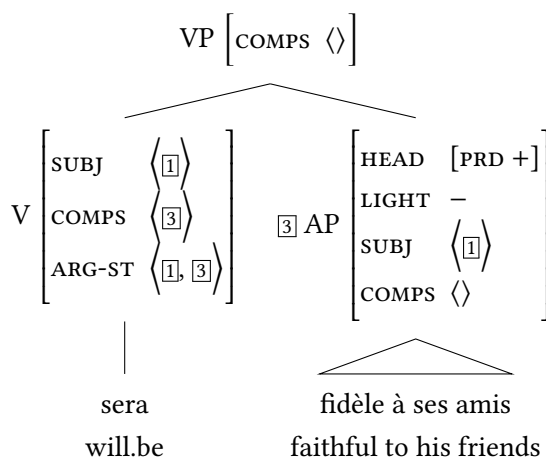 VP [COMPS ⟨⟩]
V [SUBJ ⟨1⟩
COMPS ⟨3⟩
ARG-ST ⟨1, 3⟩]
3 AP [HEAD [PRD +]
LIGHT −
SUBJ ⟨1⟩
COMPS ⟨⟩]
sera
will.be
fidèle à ses amis
faithful to his friends